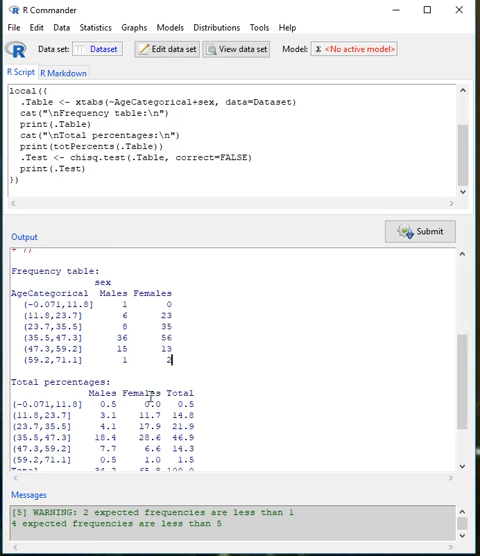 R Commander
File Edit Data Statistics Graphs Models Distributions Tools Help
R Data set: Dataset Edit data set View data set Model: Σ <No active model>
R Script R Markdown
local({
  .Table <- xtabs(~AgeCategorical+sex, data=Dataset)
  cat("\nFrequency table:\n")
  print(.Table)
  cat("\nTotal percentages:\n")
  print(totPercents(.Table))
  .Test <- chisq.test(.Table, correct=FALSE)
  print(.Test)
})
Submit
Output
+ })
Frequency table:
sex
AgeCategorical Males Females
(-0.071,11.8] 1 0
(11.8,23.7] 6 23
(23.7,35.5] 8 35
(35.5,47.3] 36 56
(47.3,59.2] 15 13
(59.2,71.1] 1 2
Total percentages:
Males Females Total
(-0.071,11.8] 0.5 0.0 0.5
(11.8,23.7] 3.1 11.7 14.8
(23.7,35.5] 4.1 17.9 21.9
(35.5,47.3] 18.4 28.6 46.9
(47.3,59.2] 7.7 6.6 14.3
(59.2,71.1] 0.5 1.0 1.5
Total 34.2 65.8 100.0
Messages
[5] WARNING: 2 expected frequencies are less than 1
4 expected frequencies are less than 5